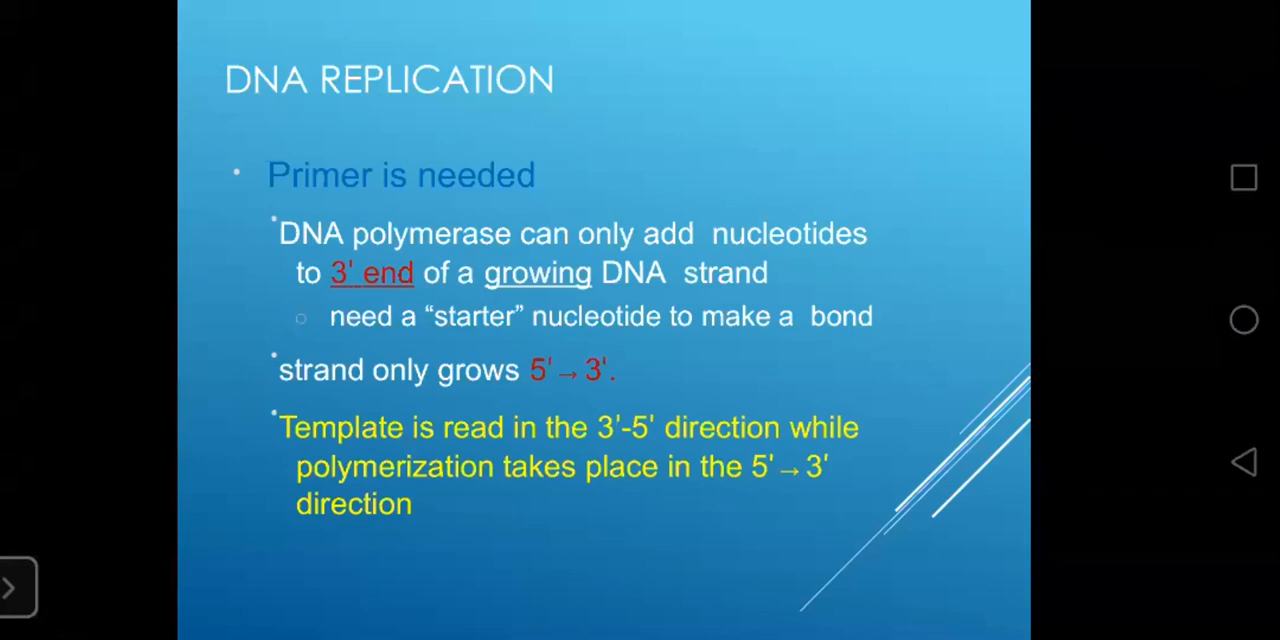 DNA REPLICATION
• Primer is needed
• DNA polymerase can only add nucleotides
to 3' end of a growing DNA strand
○ need a “starter” nucleotide to make a bond
• strand only grows 5'→3'.
• Template is read in the 3'-5' direction while
polymerization takes place in the 5'→3'
direction